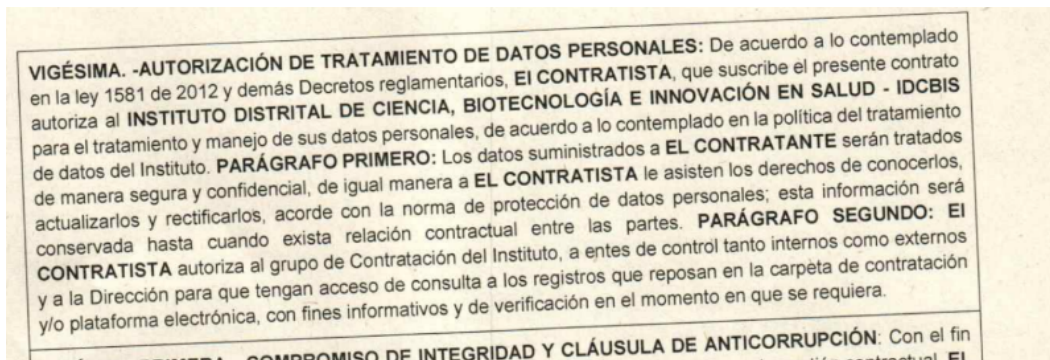 VIGÉSIMA. -AUTORIZACIÓN DE TRATAMIENTO DE DATOS PERSONALES: De acuerdo a lo contemplado
en la ley 1581 de 2012 y demás Decretos reglamentarios, El CONTRATISTA, que suscribe el presente contrato
autoriza al INSTITUTO DISTRITAL DE CIENCIA, BIOTECNOLOGÍA E INNOVACIÓN EN SALUD - IDCBIS
para el tratamiento y manejo de sus datos personales, de acuerdo a lo contemplado en la política del tratamiento
de datos del Instituto. PARÁGRAFO PRIMERO: Los datos suministrados a EL CONTRATANTE serán tratados
de manera segura y confidencial, de igual manera a EL CONTRATISTA le asisten los derechos de conocerlos,
actualizarlos y rectificarlos, acorde con la norma de protección de datos personales; esta información será
conservada hasta cuando exista relación contractual entre las partes. PARÁGRAFO SEGUNDO: El
CONTRATISTA autoriza al grupo de Contratación del Instituto, a entes de control tanto internos como externos
y a la Dirección para que tengan acceso de consulta a los registros que reposan en la carpeta de contratación
y/o plataforma electrónica, con fines informativos y de verificación en el momento en que se requiera.
COMPROMISO DE INTEGRIDAD Y CLÁUSULA DE ANTICORRUPCIÓN: Con el fin
contractual, EL